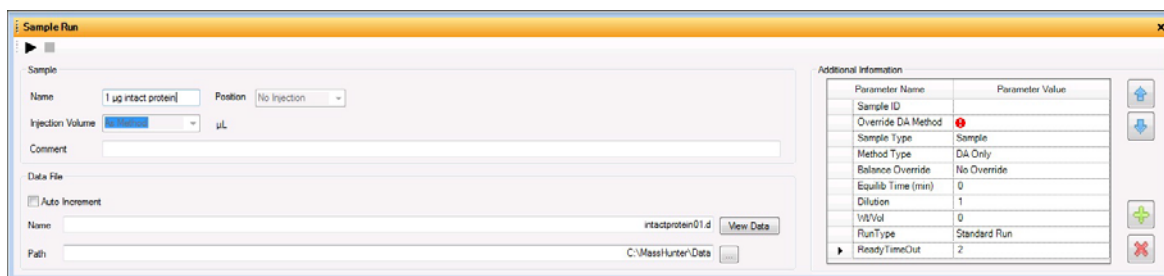 Sample Run
Sample
Name 1 µg intact protein Position No Injection
Injection Volume As Method µL
Comment
Data File
Auto Increment
Name intactprotein01.d View Data
Path C:\MassHunter\Data ...
Additional Information
Parameter Name Parameter Value
Sample ID
Override DA Method
Sample Type Sample
Method Type DA Only
Balance Override No Override
Equilib Time (min) 0
Dilution 1
Wt/Vol 0
RunType Standard Run
ReadyTimeOut 2